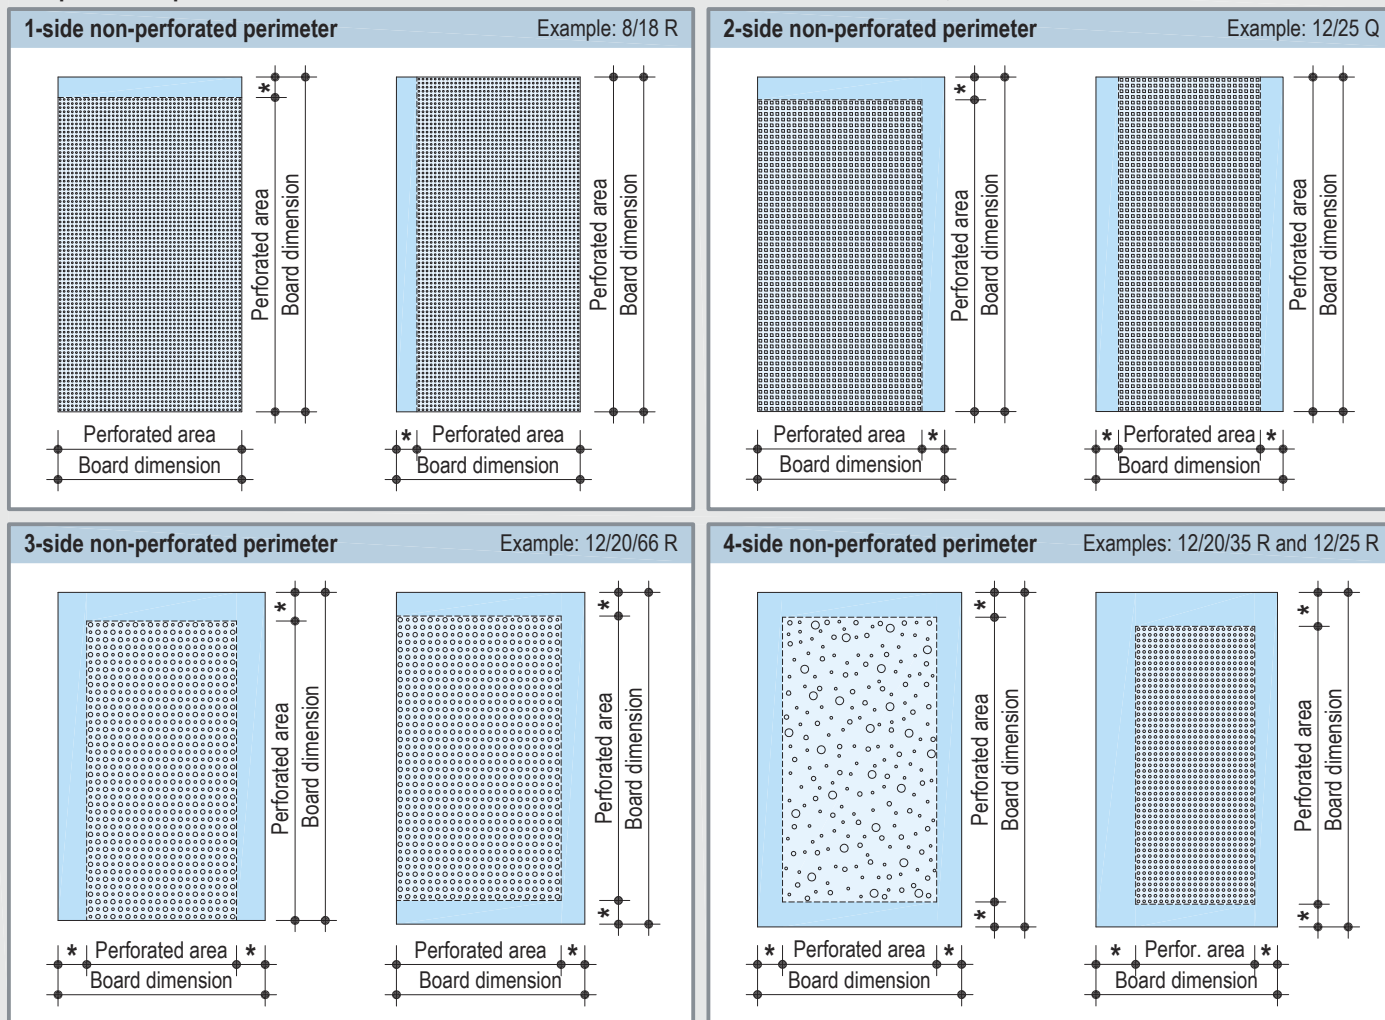 1-side non-perforated perimeter
Example: 8/18 R
*
Perforated area
Board dimension
Perforated area
Board dimension
Perforated area
Board dimension
* Perforated area
Board dimension
2-side non-perforated perimeter
Example: 12/25 Q
*
Perforated area
Board dimension
Perforated area
Board dimension
Perforated area *
Board dimension
* Perforated area *
Board dimension
3-side non-perforated perimeter
Example: 12/20/66 R
*
Perforated area
Board dimension
*
Perforated area
Board dimension
*
* Perforated area *
Board dimension
Perforated area *
Board dimension
4-side non-perforated perimeter
Examples: 12/20/35 R and 12/25 R
*
Perforated area
Board dimension
*
*
Perforated area
Board dimension
*
* Perforated area *
Board dimension
* Perfor. area *
Board dimension